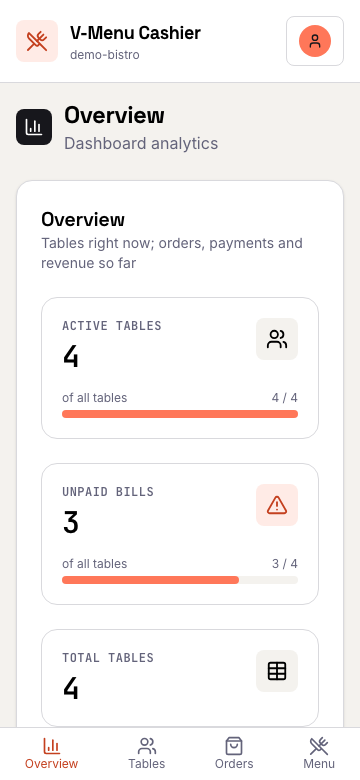 V-Menu Cashier
demo-bistro
Overview
Dashboard analytics
Overview
Tables right now; orders, payments and
revenue so far
ACTIVE TABLES
4
of all tables 4 / 4
UNPAID BILLS
3
of all tables 3 / 4
TOTAL TABLES
4
Overview Tables Orders Menu